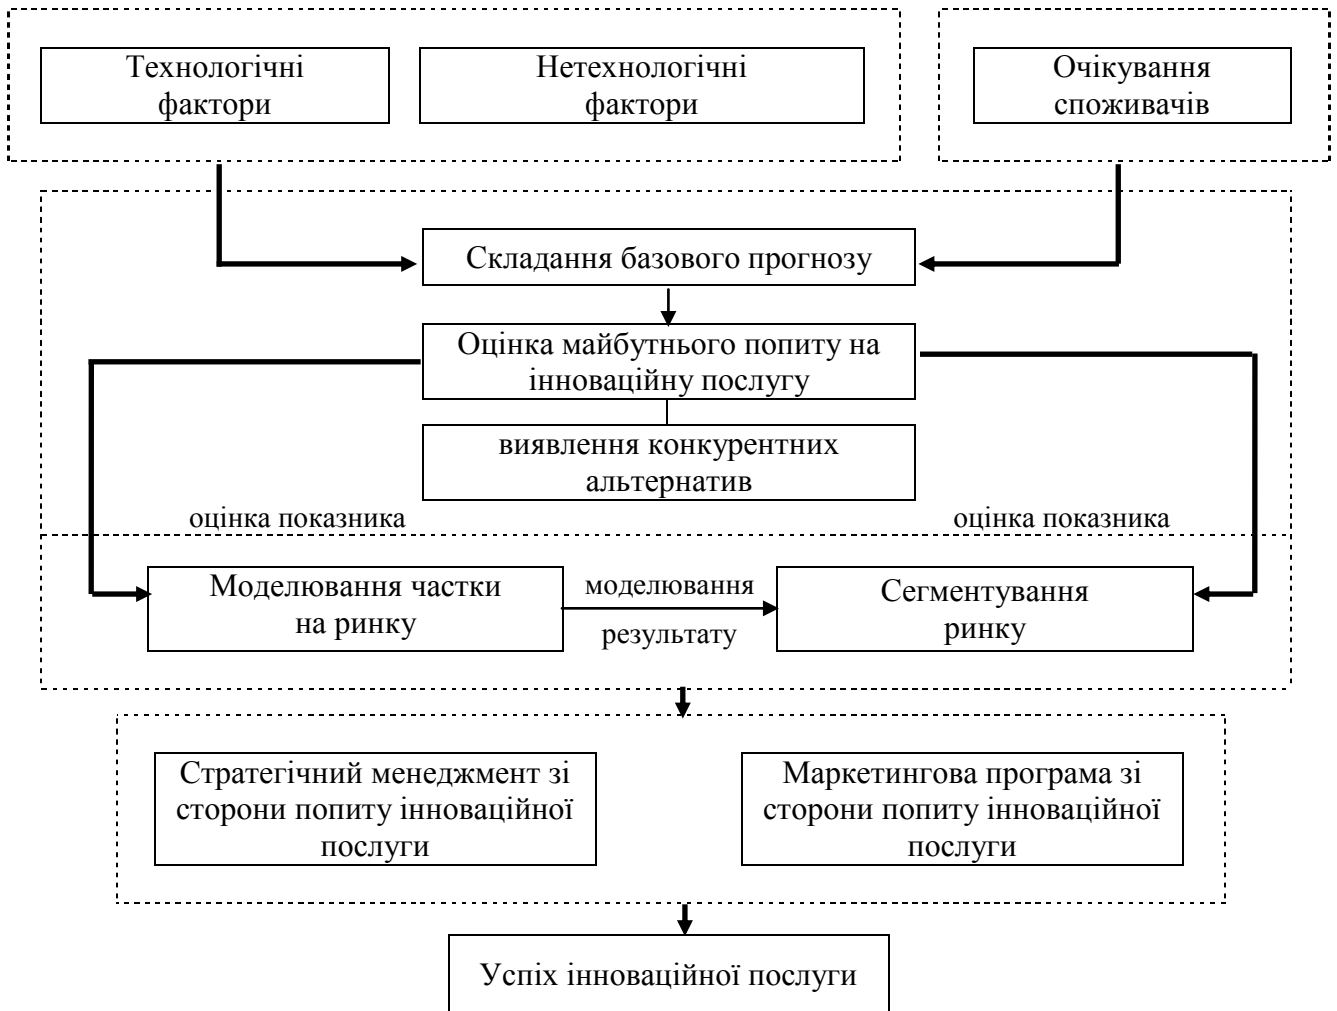 Технологічні
фактори
Нетехнологічні
фактори
Очікування
споживачів
Складання базового прогнозу
Оцінка майбутнього попиту на
інноваційну послугу
виявлення конкурентних
альтернатив
оцінка показника
оцінка показника
Моделювання частки
на ринку
моделювання
результату
Сегментування
ринку
Стратегічний менеджмент зі
сторони попиту інноваційної
послуги
Маркетингова програма зі
сторони попиту інноваційної
послуги
Успіх інноваційної послуги